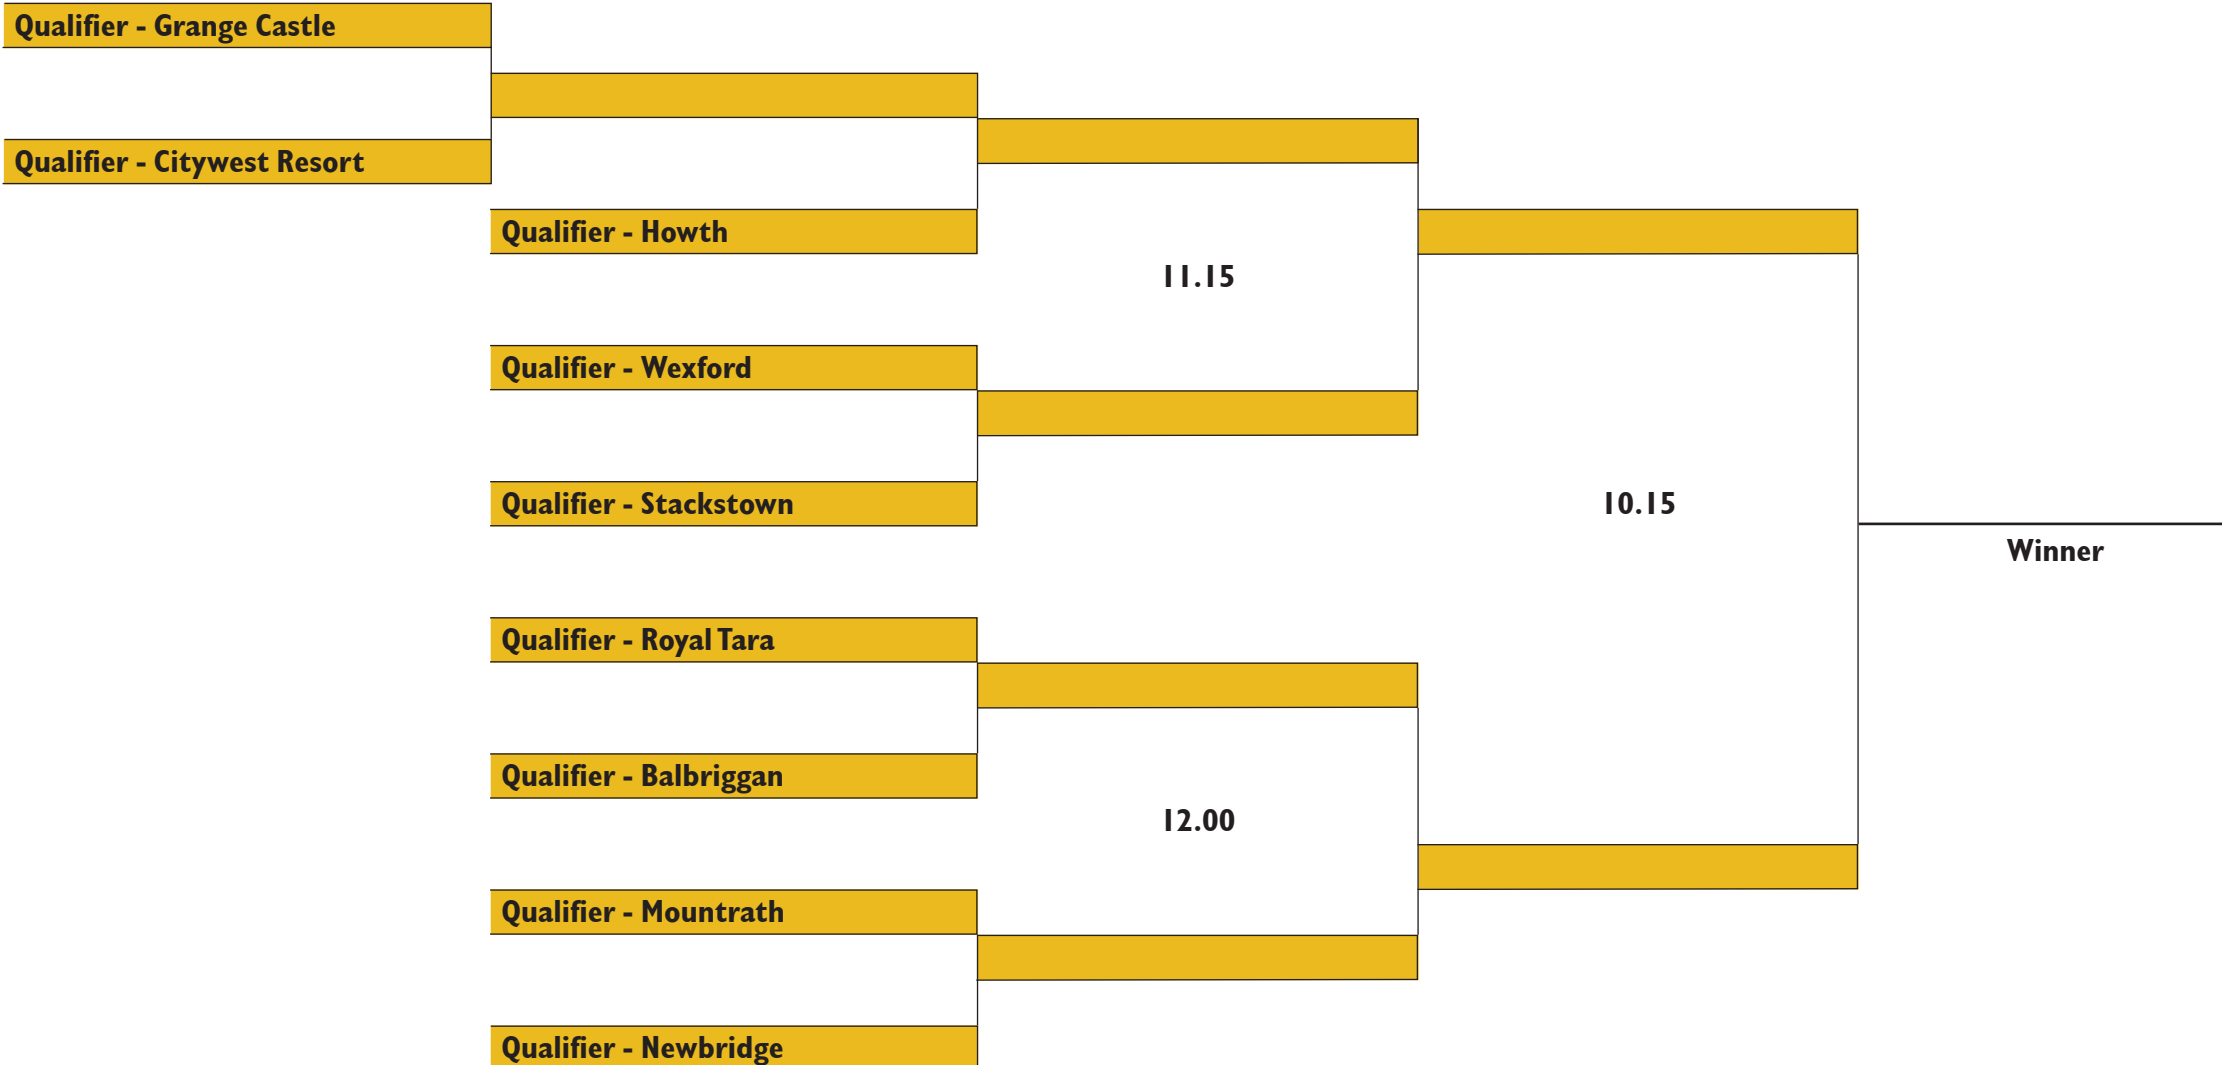 Qualifier - Grange Castle
Qualifier - Citywest Resort
Qualifier - Howth
11.15
Qualifier - Wexford
Qualifier - Stackstown
10.15
Winner
Qualifier - Royal Tara
Qualifier - Balbriggan
12.00
Qualifier - Mountrath
Qualifier - Newbridge